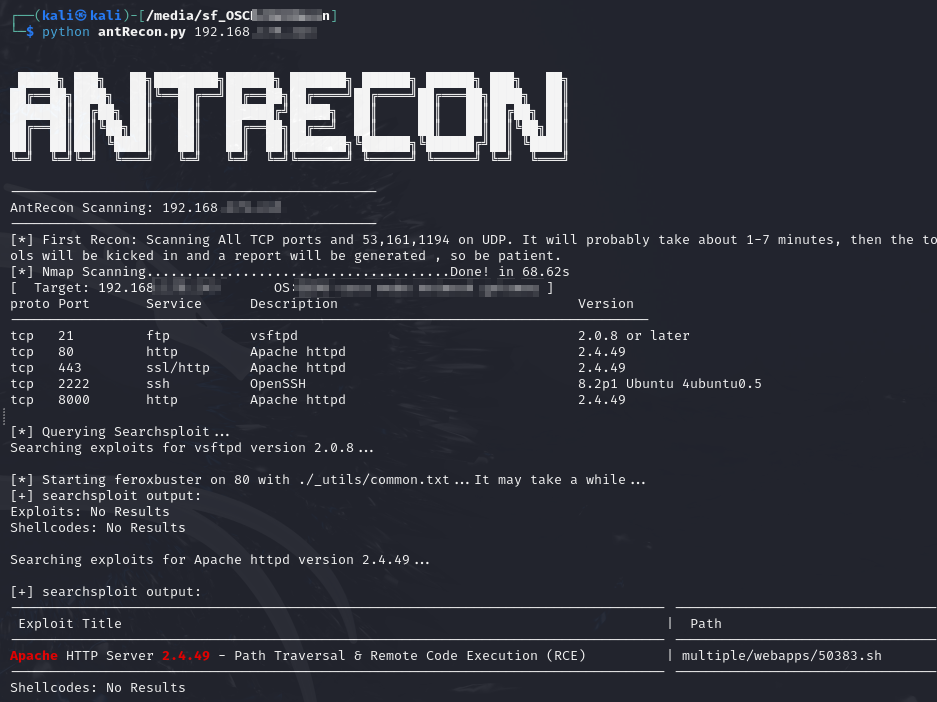 (kali㉿kali)-[/media/sf_OSC n]
$ python antRecon.py 192.168
ANTRECON
AntRecon Scanning: 192.168
[*] First Recon: Scanning All TCP ports and 53,161,1194 on UDP. It will probably take about 1-7 minutes, then the to
ols will be kicked in and a report will be generated , so be patient.
[*] Nmap Scanning......................................Done! in 68.62s
[ Target: 192.168 OS: ]
proto Port Service Description Version
tcp 21 ftp vsftpd 2.0.8 or later
tcp 80 http Apache httpd 2.4.49
tcp 443 ssl/http Apache httpd 2.4.49
tcp 2222 ssh OpenSSH 8.2p1 Ubuntu 4ubuntu0.5
tcp 8000 http Apache httpd 2.4.49
[*] Querying Searchsploit...
Searching exploits for vsftpd version 2.0.8...
[*] Starting feroxbuster on 80 with ./_utils/common.txt...It may take a while...
[+] searchsploit output:
Exploits: No Results
Shellcodes: No Results
Searching exploits for Apache httpd version 2.4.49...
[+] searchsploit output:
Exploit Title | Path
Apache HTTP Server 2.4.49 - Path Traversal & Remote Code Execution (RCE) | multiple/webapps/50383.sh
Shellcodes: No Results